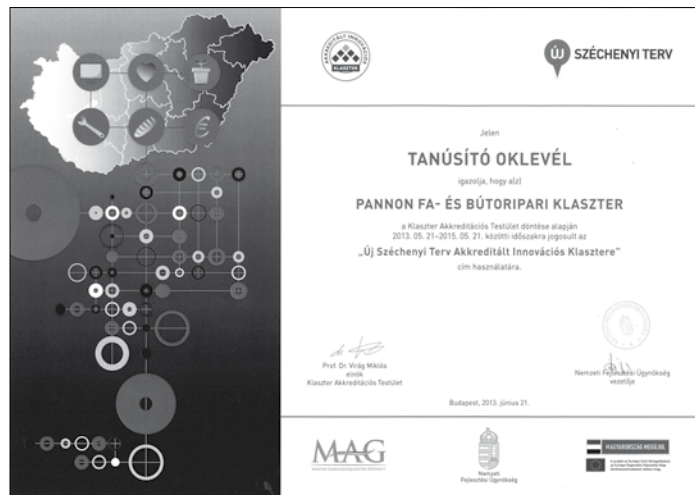 AKKREDITÁLT INNOVÁCIÓS
KLASZTER
ÚJ SZÉCHENYI TERV
Jelen
TANÚSÍTÓ OKLEVÉL
igazolja, hogy a(z)
PANNON FA- ÉS BÚTORIPARI KLASZTER
a Klaszter Akkreditációs Testület döntése alapján
2013. 05. 21–2015. 05. 21. közötti időszakra jogosult az
„Új Széchenyi Terv Akkreditált Innovációs Klasztere”
cím használatára.
Prof. Dr. Virág Miklós
elnök
Klaszter Akkreditációs Testület
Nemzeti Fejlesztési Ügynökség
vezetője
Budapest, 2013. június 21.
MAG
Nemzeti
Fejlesztési Ügynökség
MAGYARORSZÁG MEGÚJUL